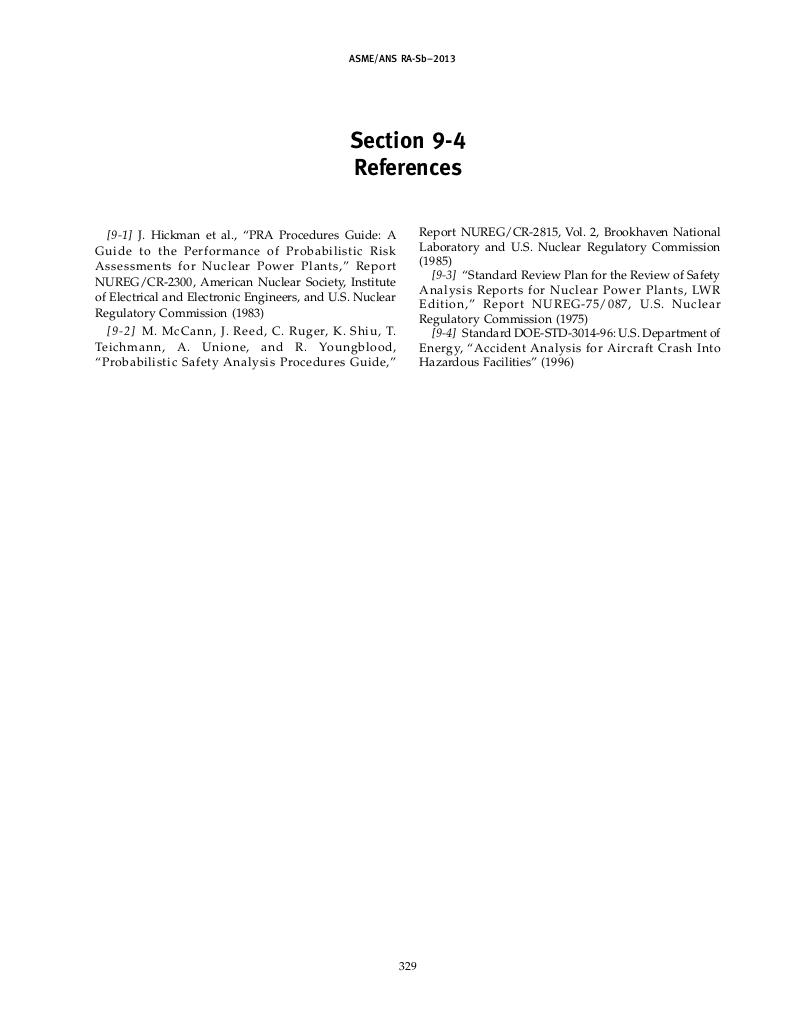 ASME/ANS RA-Sb–2013
Section 9-4
References
[9-1] J. Hickman et al., “PRA Procedures Guide: A
Guide to the Performance of Probabilistic Risk
Assessments for Nuclear Power Plants,” Report
NUREG/CR-2300, American Nuclear Society, Institute
of Electrical and Electronic Engineers, and U.S. Nuclear
Regulatory Commission (1983)
[9-2] M. McCann, J. Reed, C. Ruger, K. Shiu, T.
Teichmann, A. Unione, and R. Youngblood,
“Probabilistic Safety Analysis Procedures Guide,”
Report NUREG/CR-2815, Vol. 2, Brookhaven National
Laboratory and U.S. Nuclear Regulatory Commission
(1985)
[9-3] “Standard Review Plan for the Review of Safety
Analysis Reports for Nuclear Power Plants, LWR
Edition,” Report NUREG-75/087, U.S. Nuclear
Regulatory Commission (1975)
[9-4] Standard DOE-STD-3014-96: U.S. Department of
Energy, “Accident Analysis for Aircraft Crash Into
Hazardous Facilities” (1996)
329